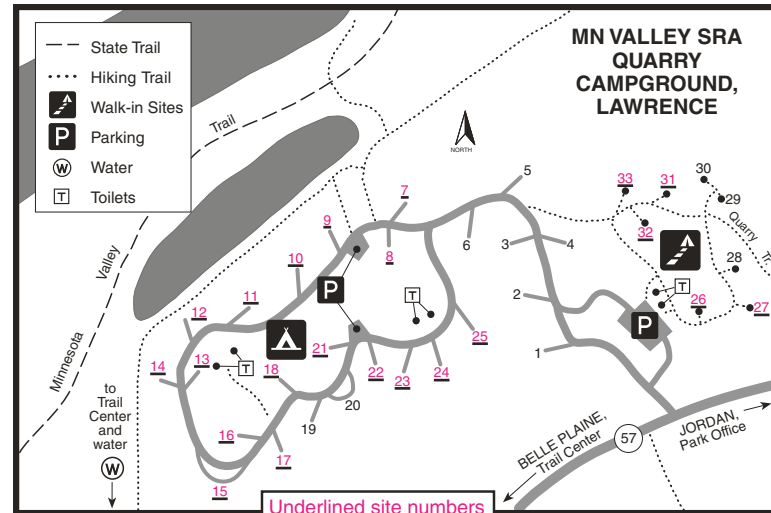 State Trail
Hiking Trail
Walk-in Sites
P
Parking
W
Water
T
Toilets
MN VALLEY SRA
QUARRY
CAMPGROUND,
LAWRENCE
NORTH
Trail
Valley
Minnesota
5
30
33
31
29
7
9
32
Quarry
Tr.
6
3
4
8
10
28
P
T
T
2
26
27
11
12
P
25
21
1
13
T
22
24
14
18
23
20
to
Trail
Center
and
water
W
19
16
17
15
57
BELLE PLAINE,
Trail Center
JORDAN,
Park Office
Underlined site numbers